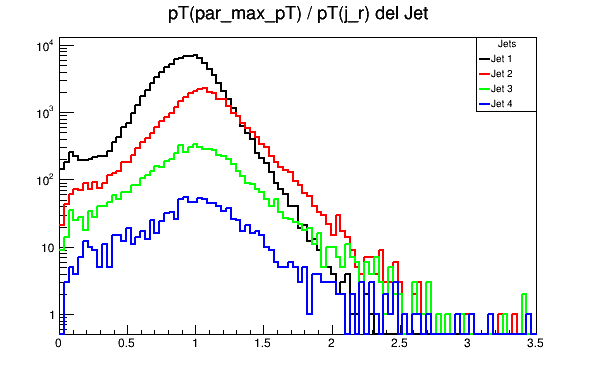 pT(par_max_pT) / pT(j_r) del Jet
Jets
Jet 1
Jet 2
Jet 3
Jet 4
10⁴
10³
10²
10
1
0 0.5 1 1.5 2 2.5 3 3.5